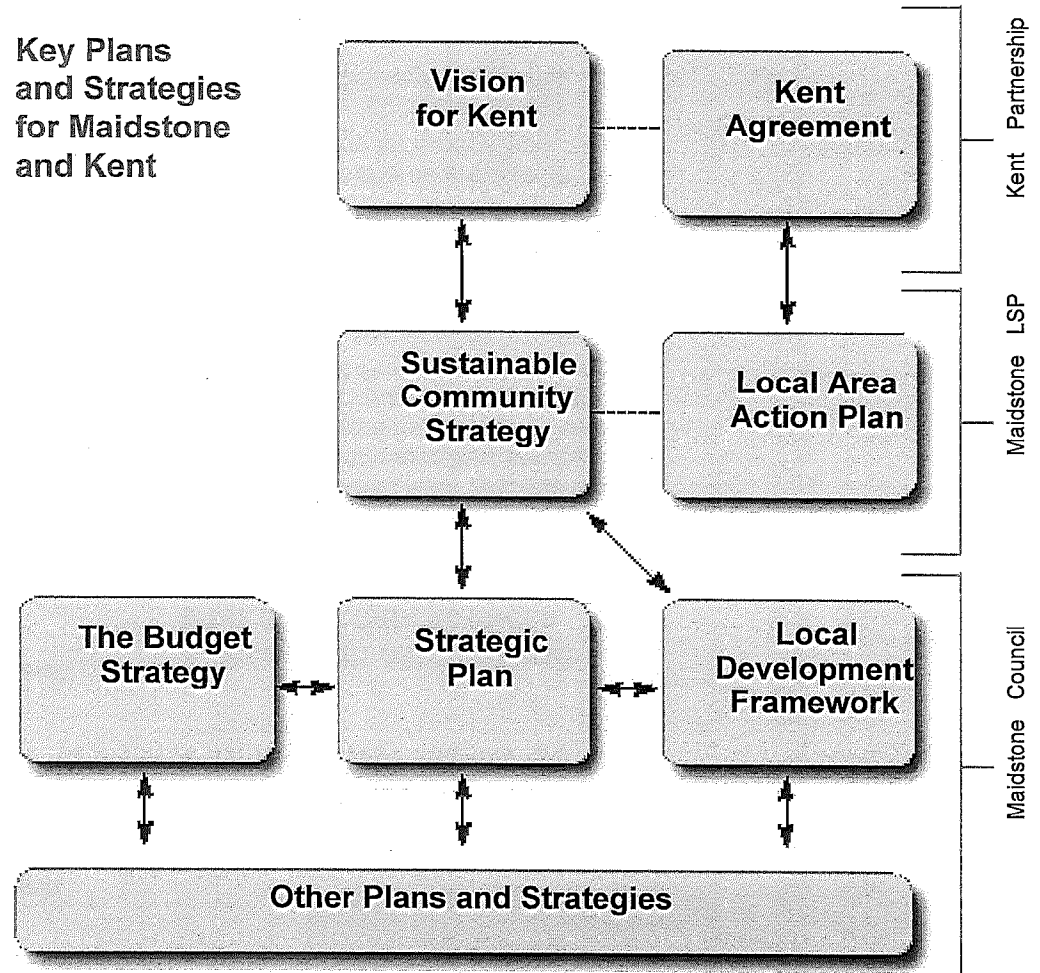 Key Plans
and Strategies
for Maidstone
and Kent
Vision
for Kent
Kent
Agreement
Kent Partnership
Sustainable
Community
Strategy
Local Area
Action Plan
Maidstone LSP
The Budget
Strategy
Strategic
Plan
Local
Development
Framework
Maidstone Council
Other Plans and Strategies